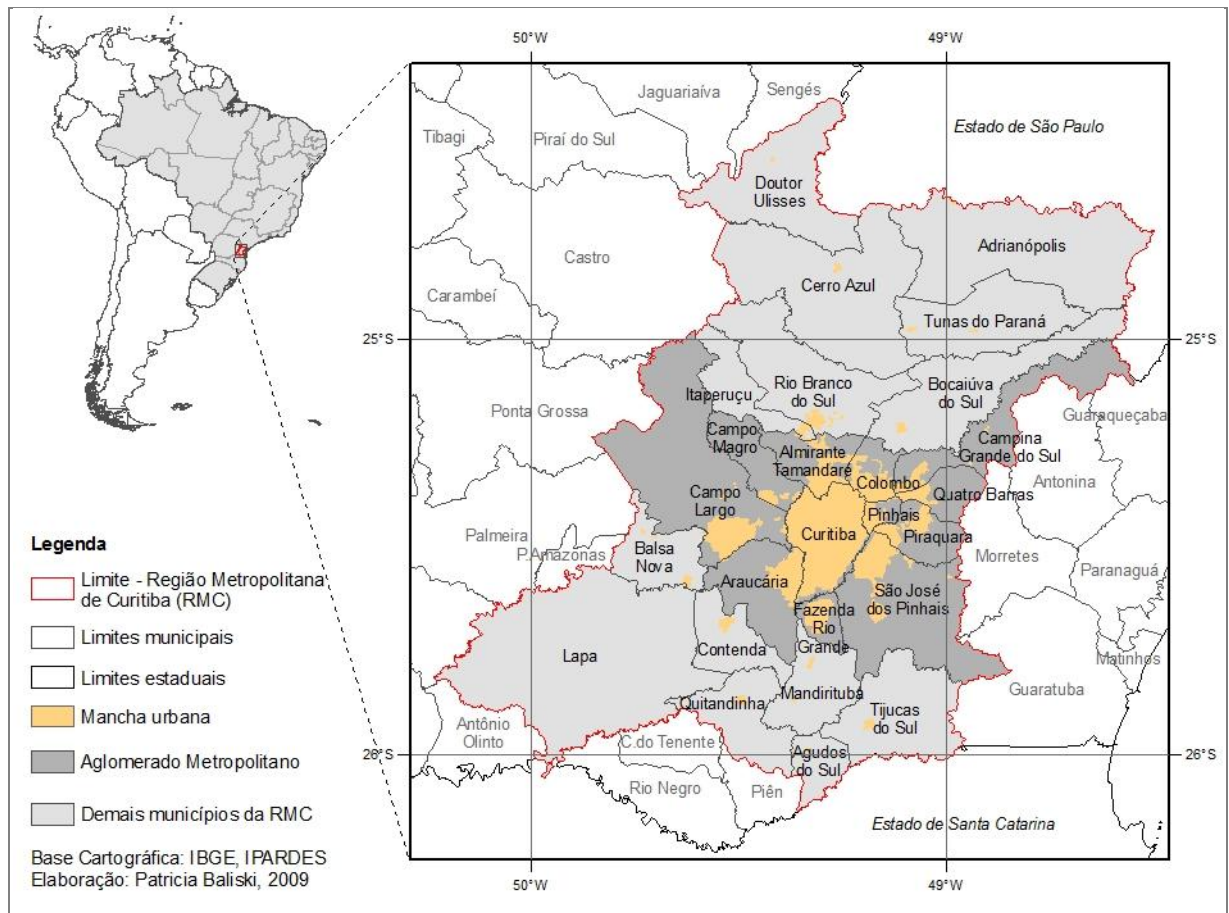 50°W
49°W
Jaguariaíva
Sengés
Tibagi
Piraí do Sul
Estado de São Paulo
Doutor
Ulisses
Castro
Adrianópolis
Carambeí
Cerro Azul
Tunas do Paraná
25°S
25°S
Ponta Grossa
Itaperuçu
Rio Branco
do Sul
Bocaiúva
do Sul
Guaraqueçaba
Campo
Magro
Almirante
Tamandaré
Campina
Grande do Sul
Colombo
Quatro Barras
Antonina
Campo
Largo
Pinhais
Curitiba
Piraquara
Palmeira
P.Amazonas
Balsa
Nova
Morretes
Paranaguá
Araucária
São José
dos Pinhais
Fazenda
Rio
Grande
Lapa
Contenda
Matinhos
Guaratuba
Mandirituba
Quitandinha
Tijucas
do Sul
Antônio
Olinto
C.do Tenente
Agudos
do Sul
26°S
26°S
Rio Negro
Piên
Estado de Santa Catarina
50°W
49°W
Legenda
Limite - Região Metropolitana
de Curitiba (RMC)
Limites municipais
Limites estaduais
Mancha urbana
Aglomerado Metropolitano
Demais municípios da RMC
Base Cartográfica: IBGE, IPARDES
Elaboração: Patricia Baliski, 2009